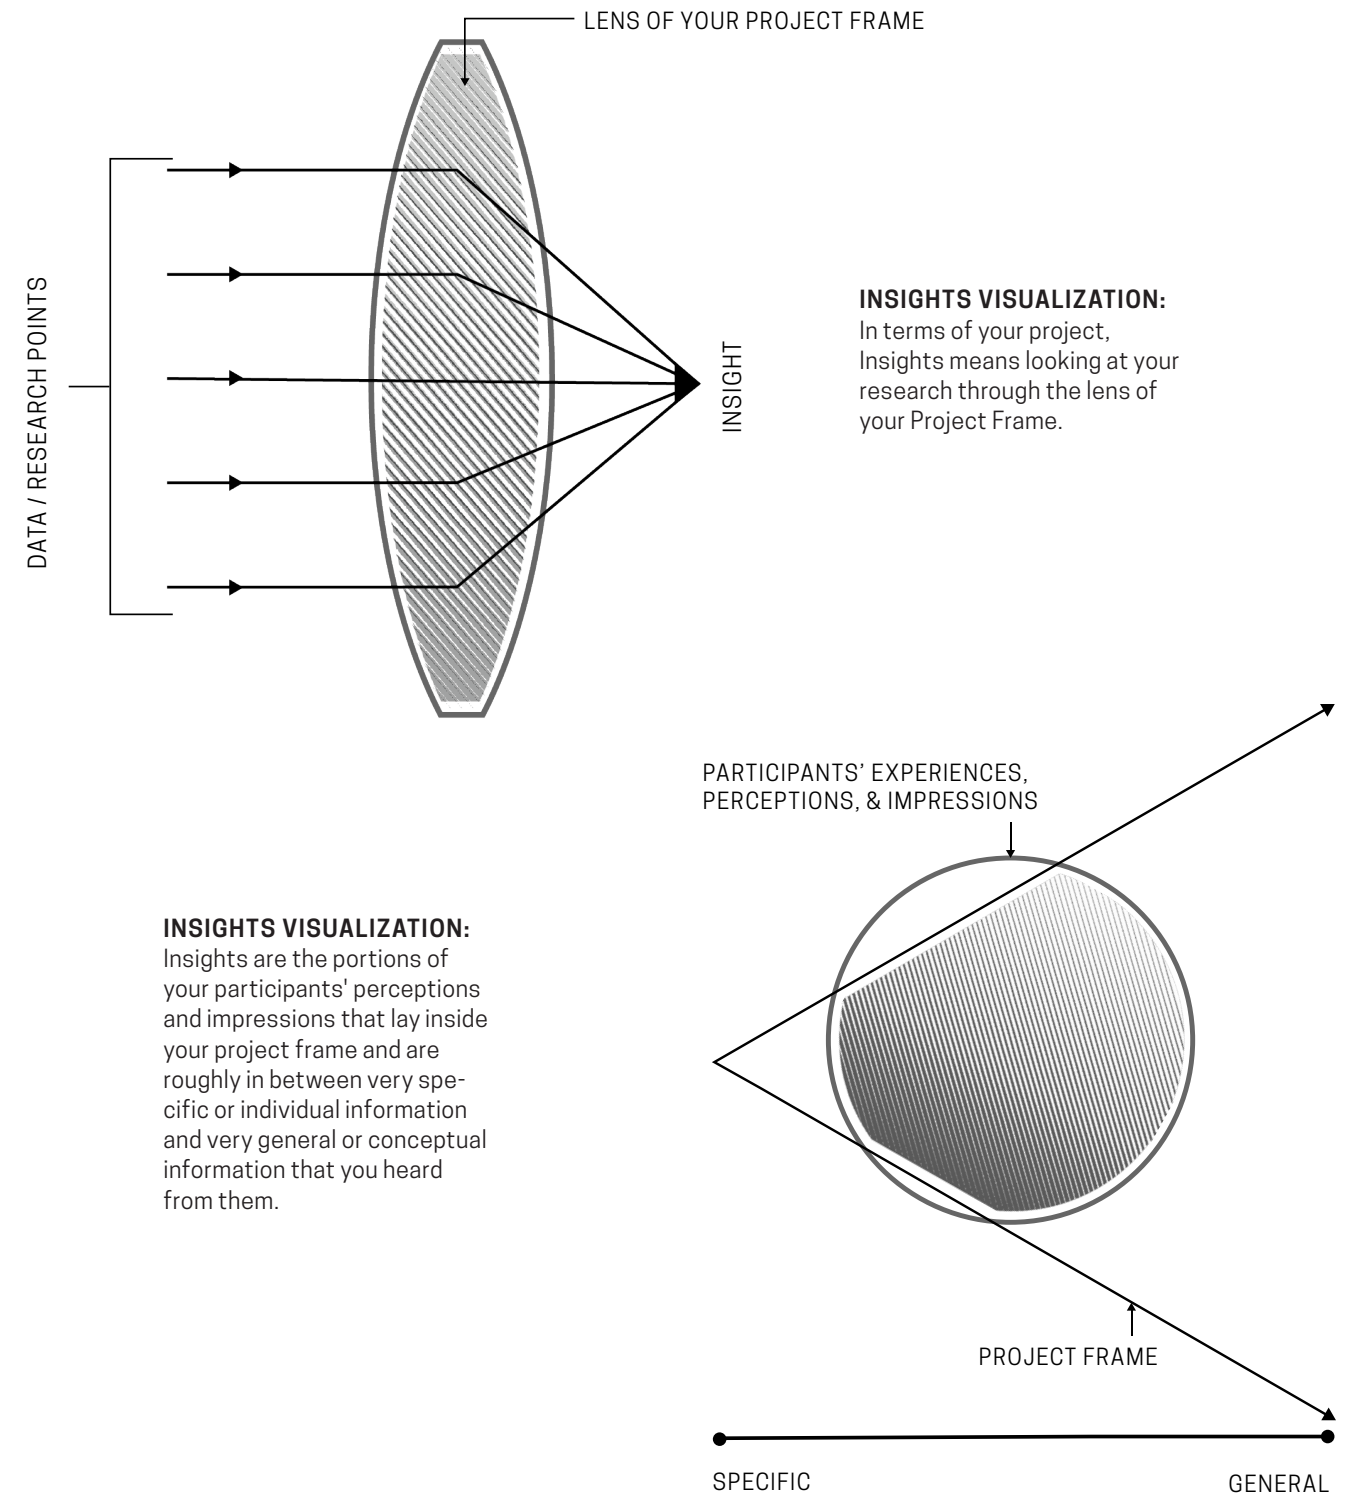 LENS OF YOUR PROJECT FRAME
DATA / RESEARCH POINTS
INSIGHT
INSIGHTS VISUALIZATION:
In terms of your project,
Insights means looking at your
research through the lens of
your Project Frame.
PARTICIPANTS’ EXPERIENCES,
PERCEPTIONS, & IMPRESSIONS
INSIGHTS VISUALIZATION:
Insights are the portions of
your participants' perceptions
and impressions that lay inside
your project frame and are
roughly in between very spe-
cific or individual information
and very general or conceptual
information that you heard
from them.
PROJECT FRAME
SPECIFIC
GENERAL